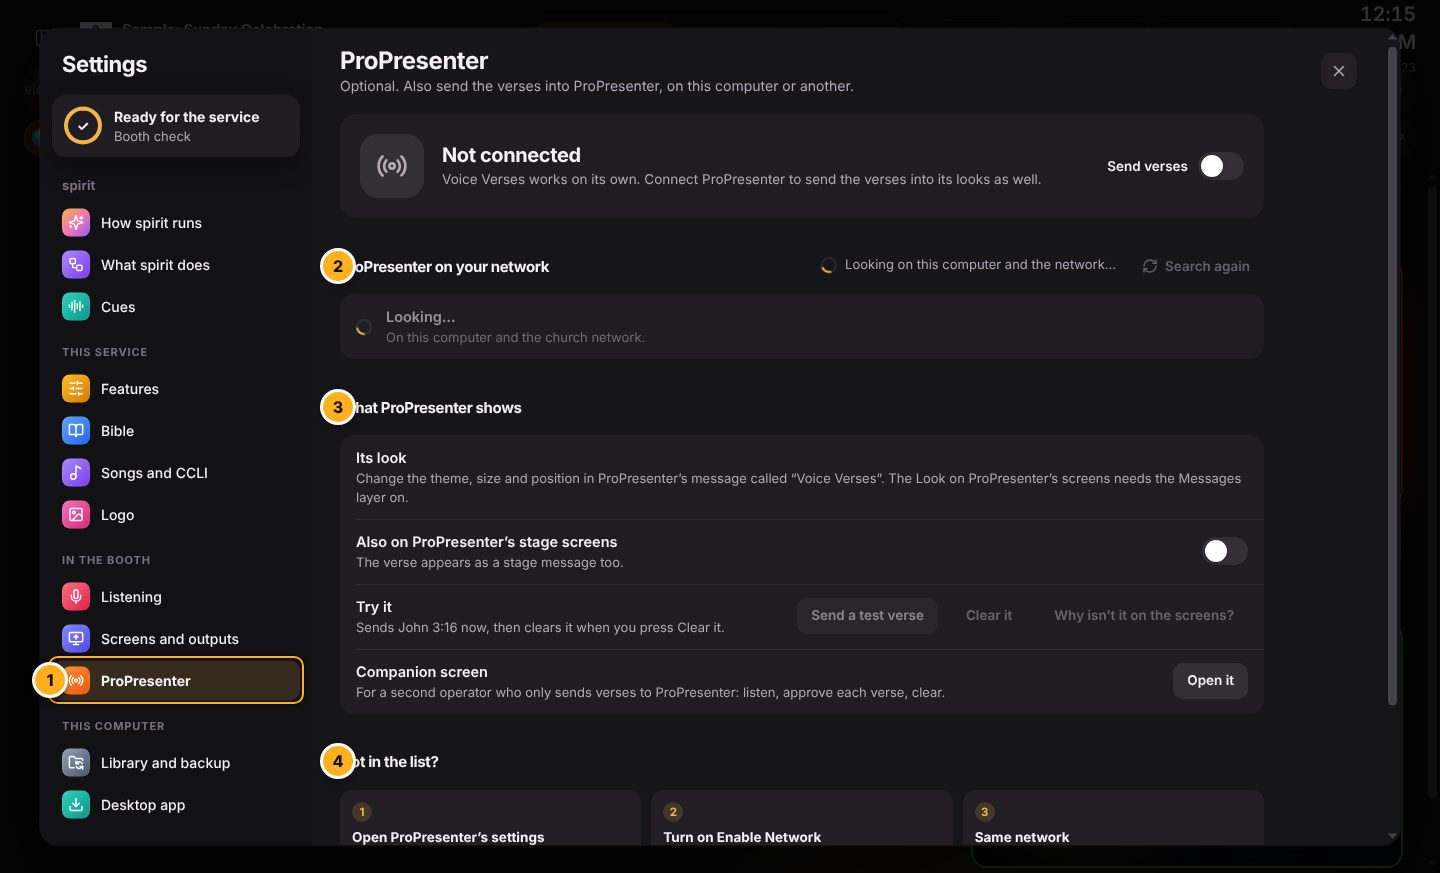 12:15
Settings
Ready for the service
Booth check
spirit
How spirit runs
What spirit does
Cues
THIS SERVICE
Features
Bible
Songs and CCLI
Logo
IN THE BOOTH
Listening
Screens and outputs
1
ProPresenter
THIS COMPUTER
Library and backup
Desktop app
ProPresenter
Optional. Also send the verses into ProPresenter, on this computer or another.
Not connected
Voice Verses works on its own. Connect ProPresenter to send the verses into its looks as well.
Send verses
2
oPresenter on your network
Looking on this computer and the network...
Search again
Looking...
On this computer and the church network.
3
hat ProPresenter shows
Its look
Change the theme, size and position in ProPresenter’s message called “Voice Verses”. The Look on ProPresenter’s screens needs the Messages
layer on.
Also on ProPresenter’s stage screens
The verse appears as a stage message too.
Try it
Sends John 3:16 now, then clears it when you press Clear it.
Send a test verse
Clear it
Why isn’t it on the screens?
Companion screen
For a second operator who only sends verses to ProPresenter: listen, approve each verse, clear.
Open it
4
ot in the list?
1
Open ProPresenter’s settings
2
Turn on Enable Network
3
Same network